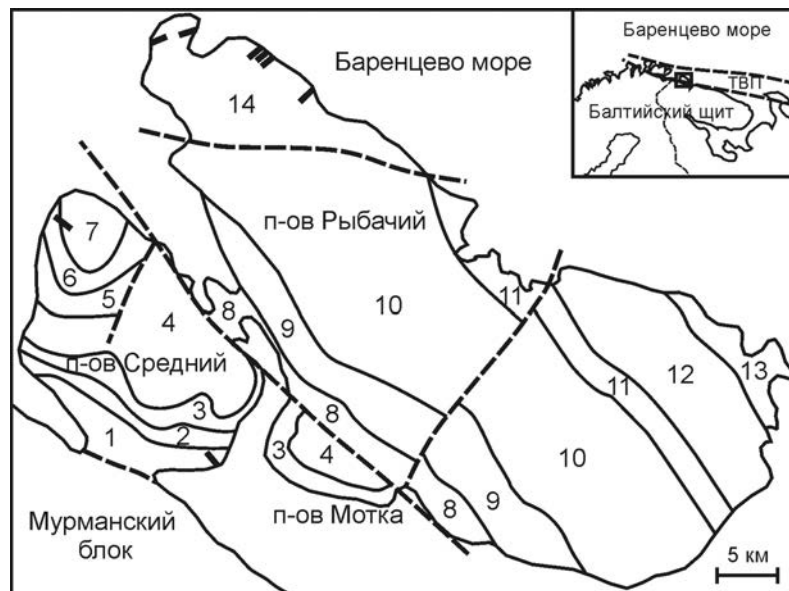 Баренцево море
ТВП
Балтийский щит
Баренцево море
14
п-ов Рыбачий
7
6
5
4
8
9
10
11
11
12
13
п-ов Средний
3
8
1
2
3
4
10
9
8
п-ов Мотка
Мурманский
блок
5 км